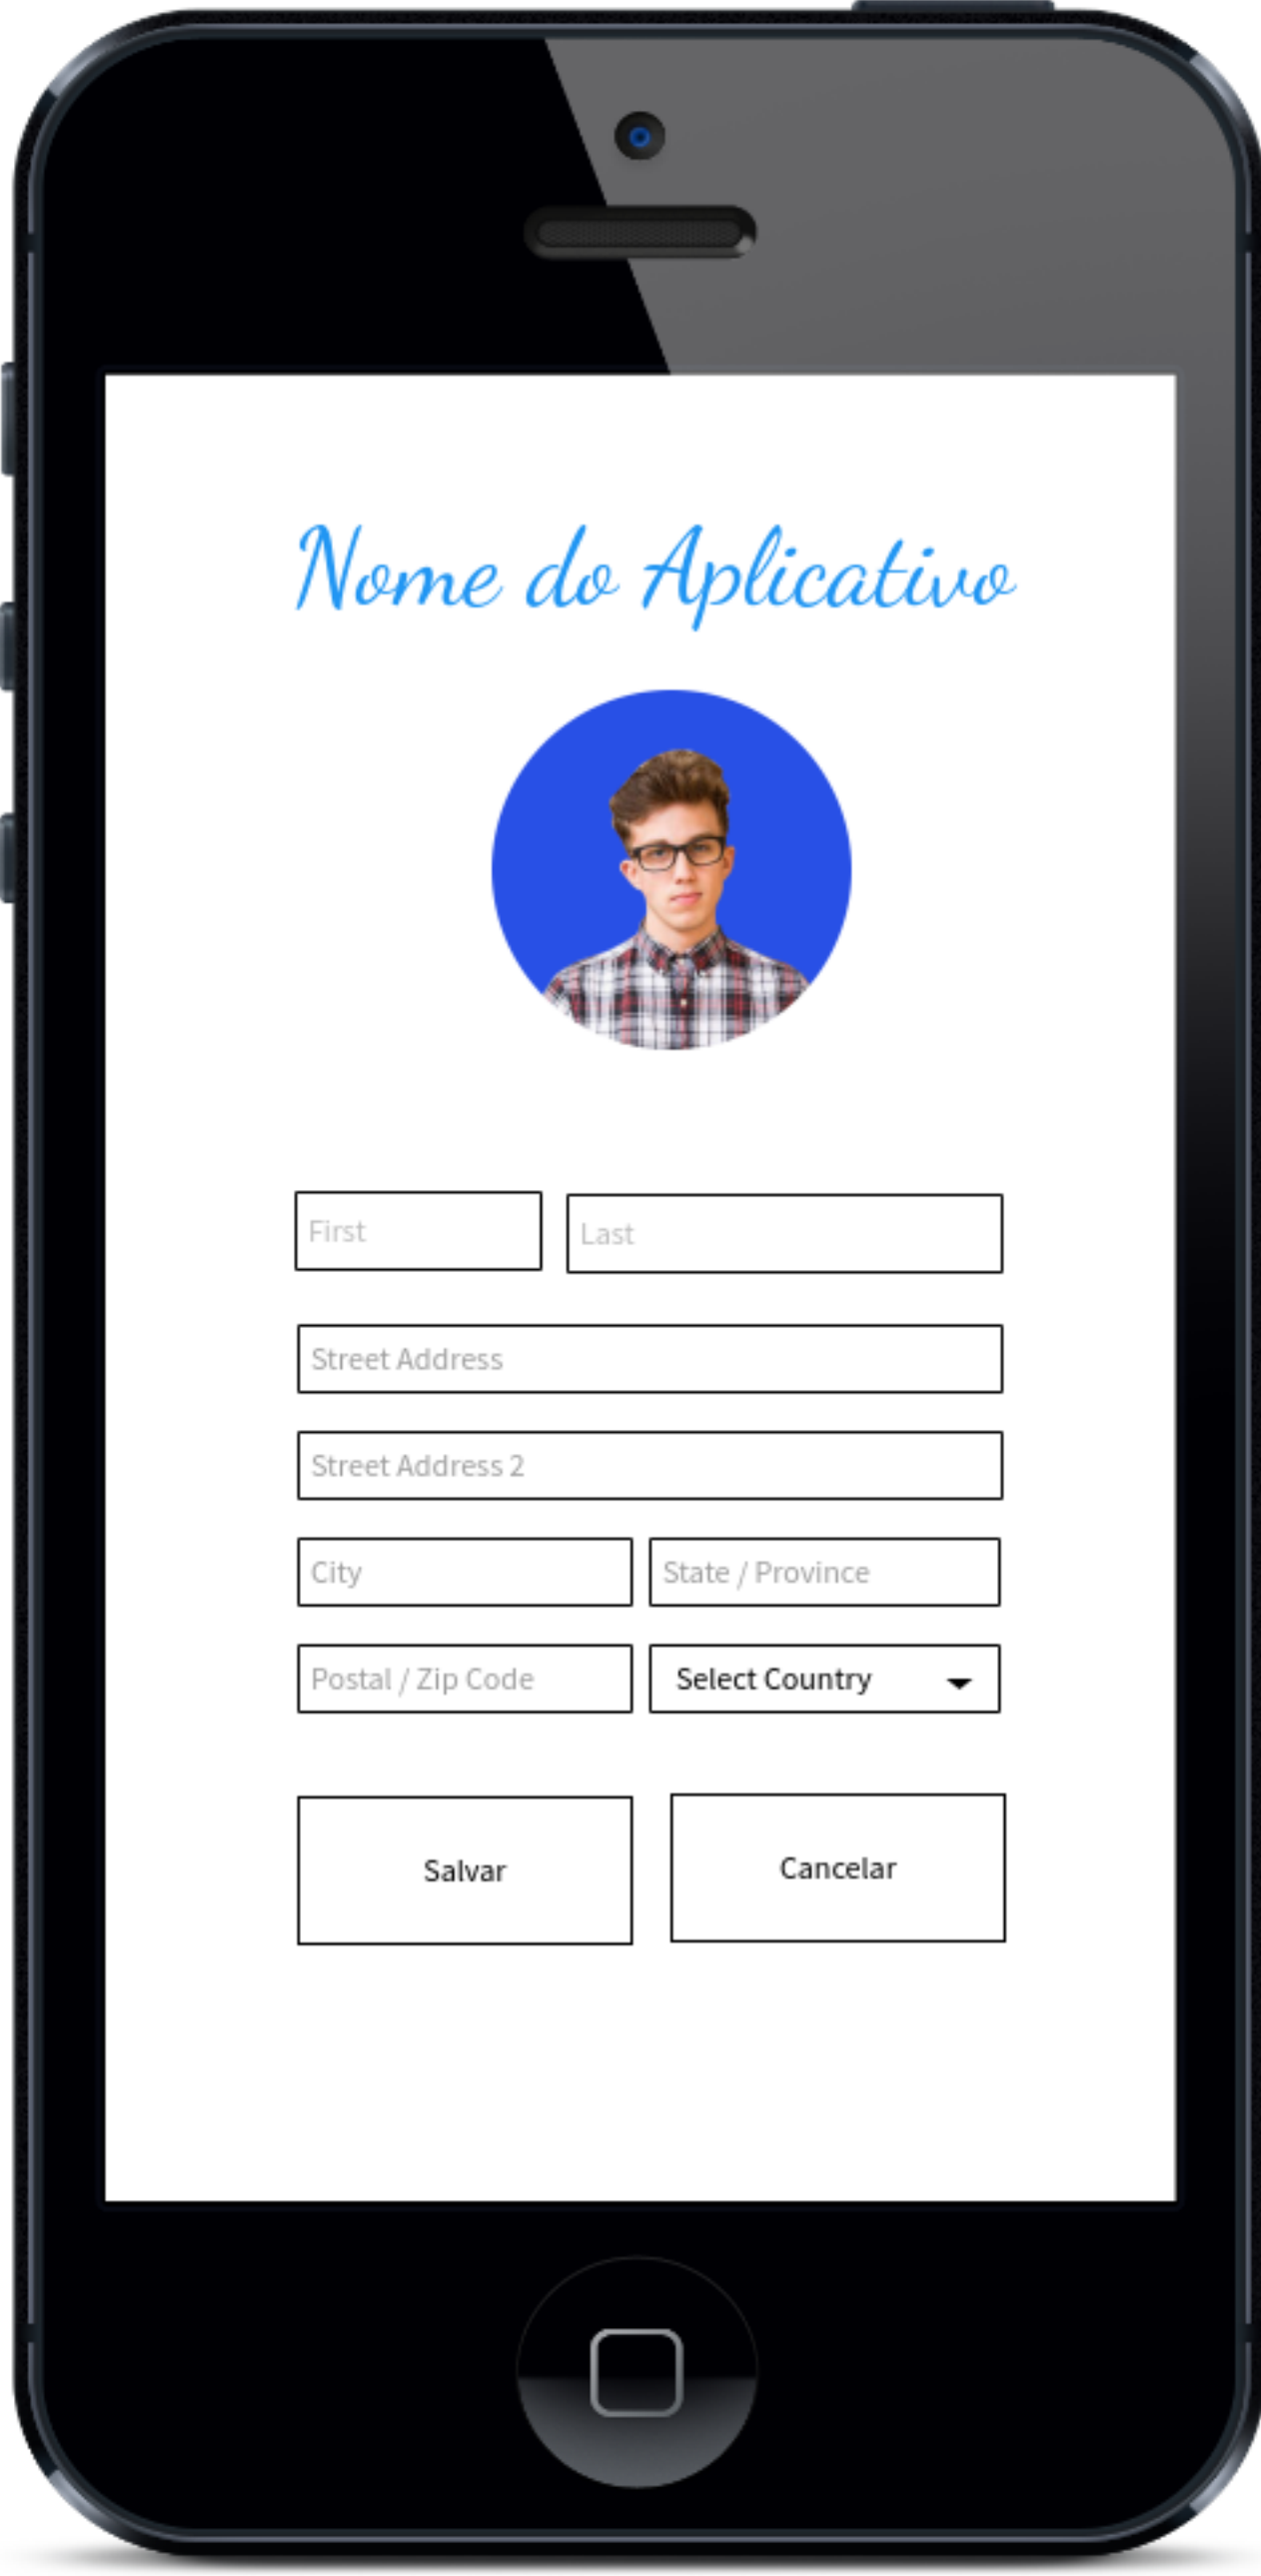 Nome do Aplicativo
First Last
Street Address
Street Address 2
City State / Province
Postal / Zip Code Select Country
Salvar Cancelar